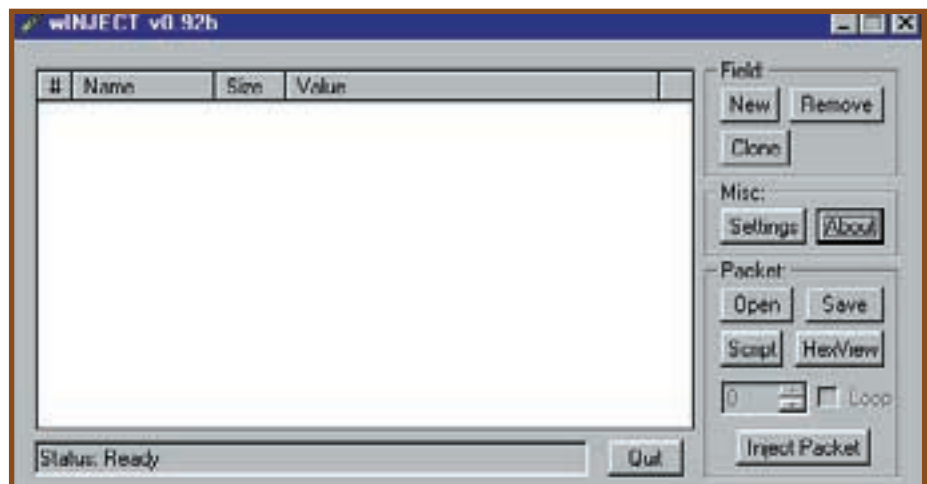 wINJECT v0.92b
# Name Size Value
Field:
New Remove
Clone
Misc:
Settings About
Packet:
Open Save
Script HexView
0 Loop
Inject Packet
Status: Ready Quit